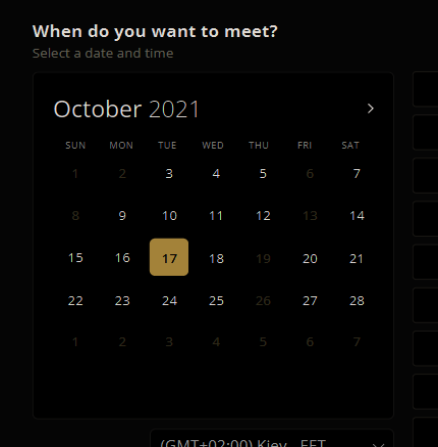 When do you want to meet?
Select a date and time
October 2021
SUN MON TUE WED THU FRI SAT
1 2 3 4 5 6 7
8 9 10 11 12 13 14
15 16 17 18 19 20 21
22 23 24 25 26 27 28
1 2 3 4 5 6 7
(GMT+02:00) Kiev EET